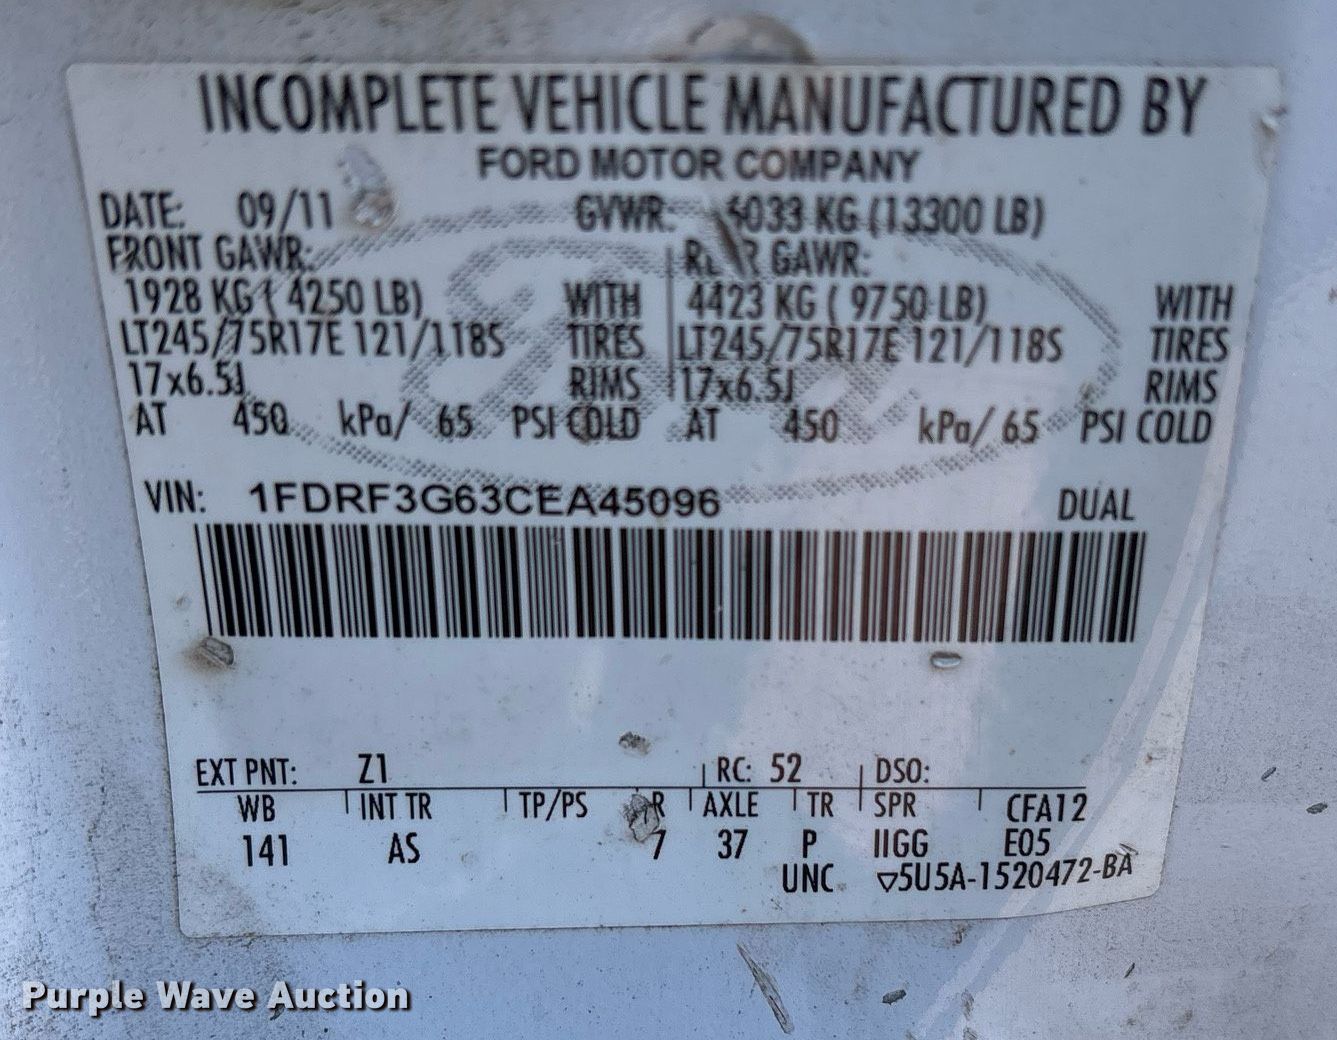 INCOMPLETE VEHICLE MANUFACTURED BY
FORD MOTOR COMPANY
DATE: 09/11 GVWR: 6033 KG (13300 LB)
FRONT GAWR: REAR GAWR:
1928 KG ( 4250 LB) WITH 4423 KG ( 9750 LB) WITH
LT245/75R17E 121/118S TIRES LT245/75R17E 121/118S TIRES
17x6.5J RIMS 17x6.5J RIMS
AT 450 kPa/ 65 PSI COLD AT 450 kPa/ 65 PSI COLD
VIN: 1FDRF3G63CEA45096 DUAL
EXT PNT: Z1 RC: 52 DSO:
WB INT TR TP/PS R AXLE TR SPR CFA12
141 AS 7 37 P IIGG E05
UNC ▽5U5A-1520472-BA
Purple Wave Auction